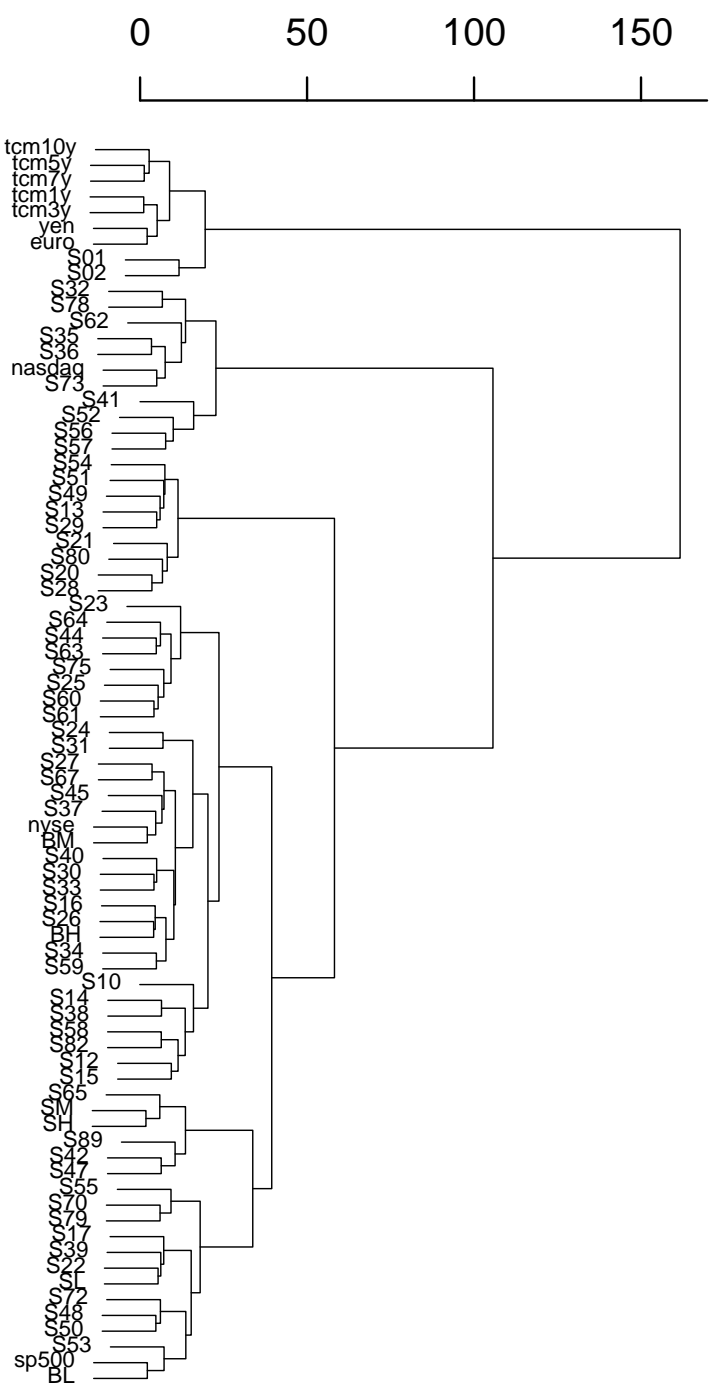 0 50 100 150
tcm10y
tcm5y
tcm7y
tcm1y
tcm3y
yen
euro
S01
S02
S32
S78
S62
S35
S36
nasdaq
S73
S41
S52
S56
S57
S54
S51
S49
S13
S29
S21
S80
S20
S28
S23
S64
S44
S63
S75
S25
S60
S61
S24
S31
S27
S67
S45
S37
nyse
BM
S40
S30
S33
S16
S26
BH
S34
S59
S10
S14
S38
S58
S82
S12
S15
S65
SM
SH
S89
S42
S47
S55
S70
S79
S17
S39
S22
SL
S72
S48
S50
S53
sp500
BL